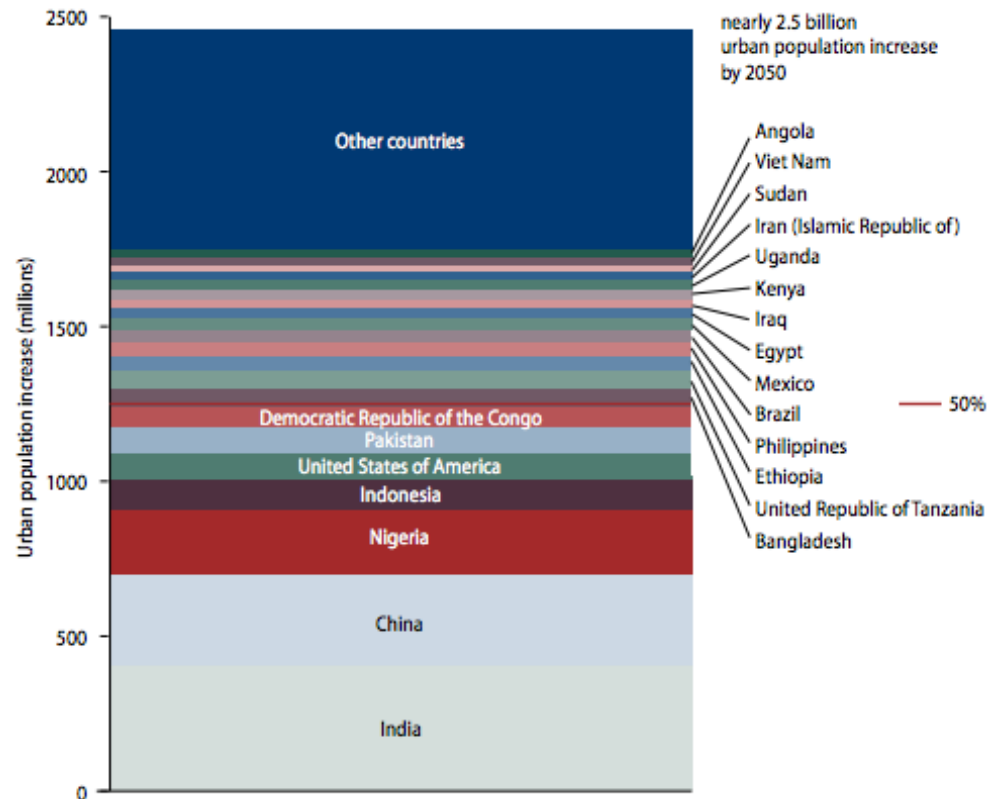 Urban population increase (millions)
2500
2000
1500
1000
500
0
nearly 2.5 billion
urban population increase
by 2050
Other countries
Democratic Republic of the Congo
Pakistan
United States of America
Indonesia
Nigeria
China
India
Angola
Viet Nam
Sudan
Iran (Islamic Republic of)
Uganda
Kenya
Iraq
Egypt
Mexico
Brazil
Philippines
Ethiopia
United Republic of Tanzania
Bangladesh
50%